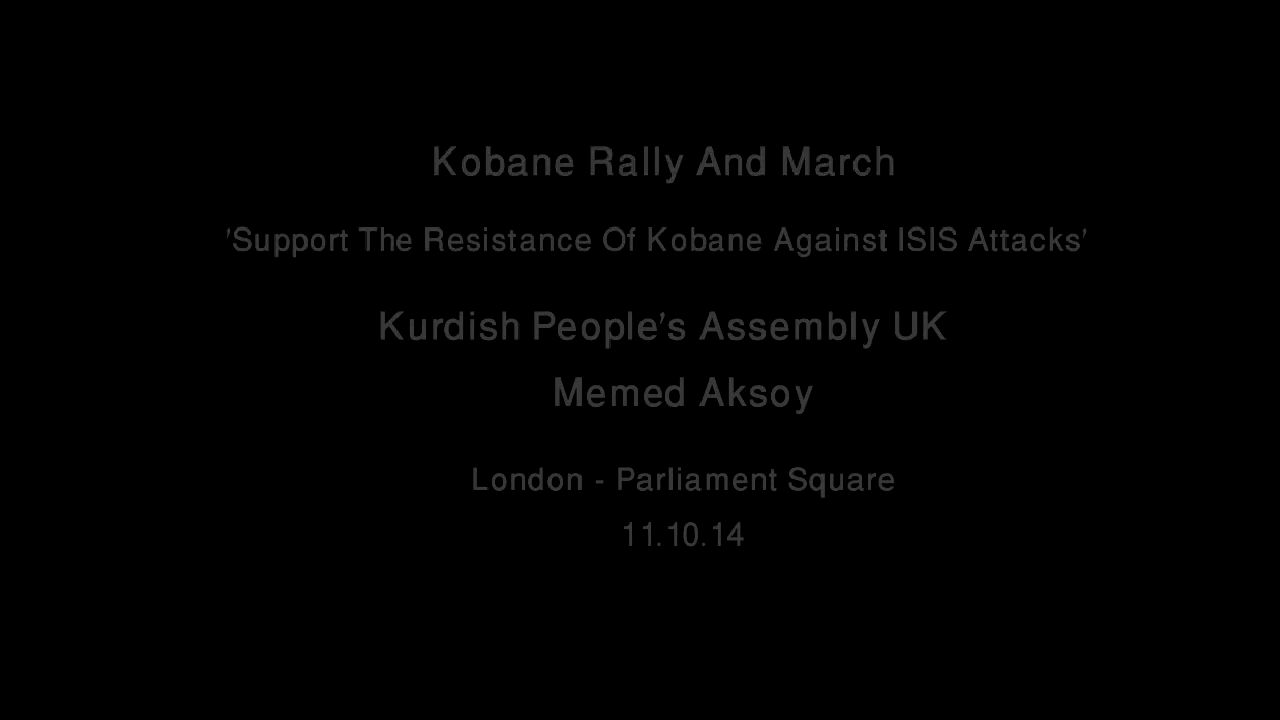 Kobane Rally And March
'Support The Resistance Of Kobane Against ISIS Attacks'
Kurdish People's Assembly UK
Memed Aksoy
London - Parliament Square
11.10.14